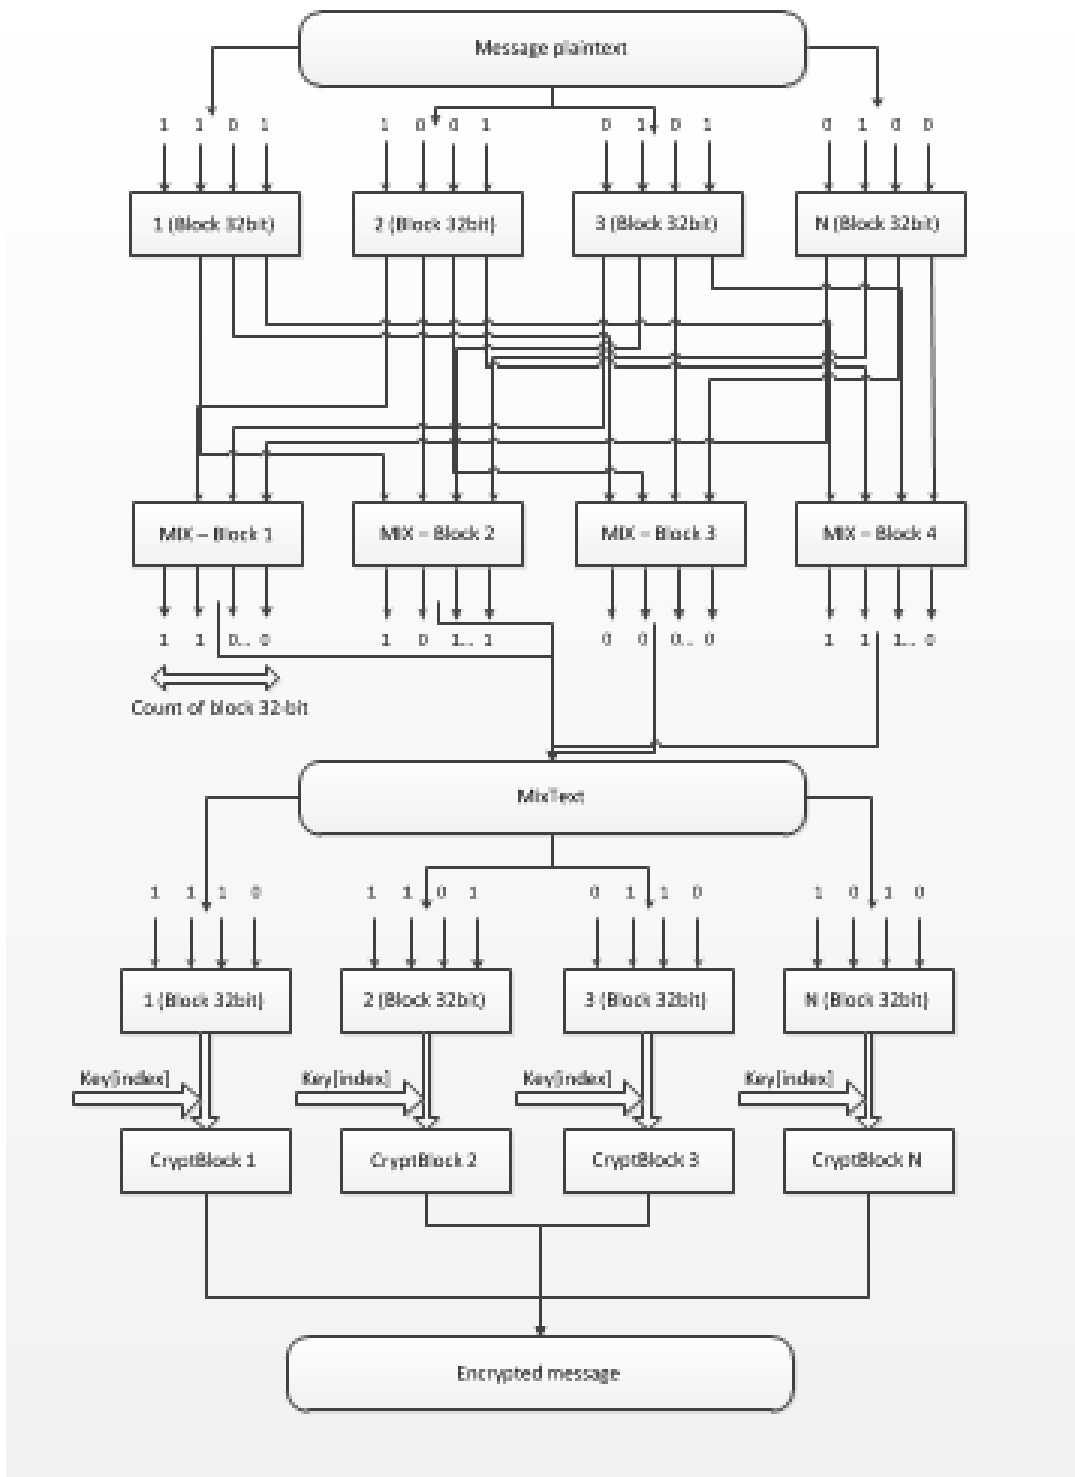 Message plaintext
1 1 0 1 1 0 0 1 0 1 0 1 0 1 0 0
1 (Block 32bit) 2 (Block 32bit) 3 (Block 32bit) N (Block 32bit)
MIX – Block 1 MIX – Block 2 MIX – Block 3 MIX – Block 4
1 1 0... 0 1 0 1... 1 0 0 0... 0 1 1 1... 0
Count of block 32-bit
MixText
1 1 1 0 1 1 0 1 0 1 1 0 1 0 1 0
1 (Block 32bit) 2 (Block 32bit) 3 (Block 32bit) N (Block 32bit)
Key[index] Key[index] Key[index] Key[index]
CryptBlock 1 CryptBlock 2 CryptBlock 3 CryptBlock N
Encrypted message